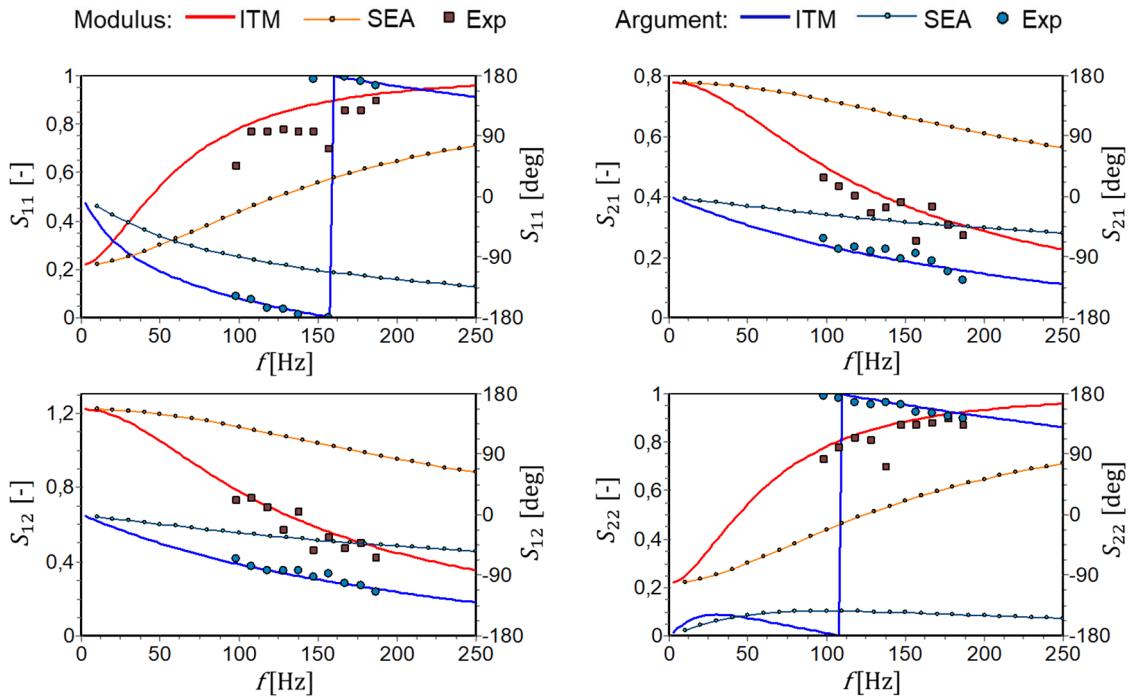 Modulus: ITM SEA Exp Argument: ITM SEA Exp
S11 [-]
1
0,8
0,6
0,4
0,2
0
0 50 100 150 200 250
f[Hz]
180
90
0
-90
-180
S11 [deg]
S21 [-]
0,8
0,6
0,4
0,2
0
0 50 100 150 200 250
f[Hz]
180
90
0
-90
-180
S21 [deg]
S12 [-]
1,2
0,8
0,4
0
0 50 100 150 200 250
f[Hz]
180
90
0
-90
-180
S12 [deg]
S22 [-]
1
0,8
0,6
0,4
0,2
0
0 50 100 150 200 250
f[Hz]
180
90
0
-90
-180
S22 [deg]